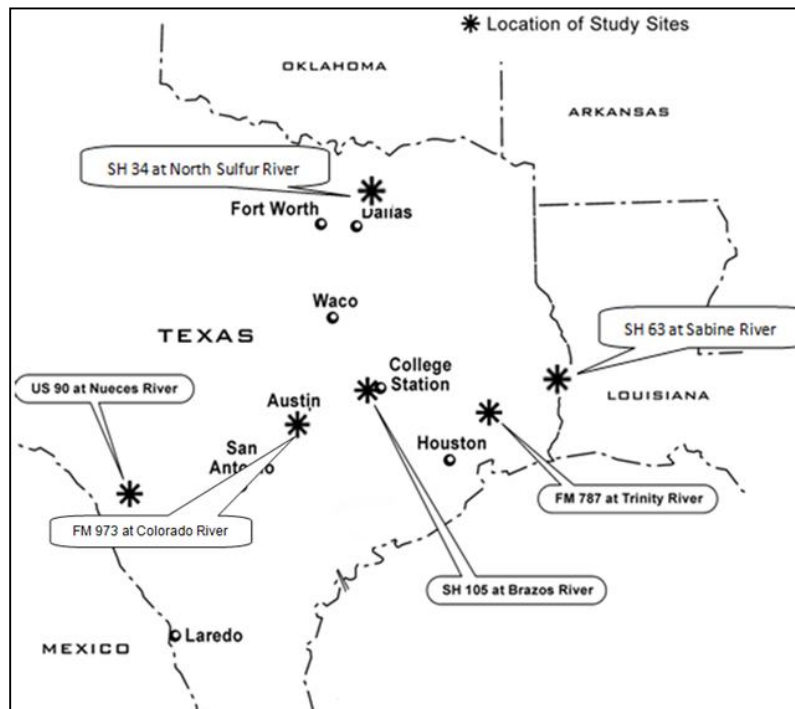 Location of Study Sites
OKLAHOMA
ARKANSAS
SH 34 at North Sulfur River
Fort Worth
Dallas
Waco
TEXAS
SH 63 at Sabine River
College
Station
US 90 at Nueces River
Austin
LOUISIANA
San
Antonio
Houston
FM 787 at Trinity River
FM 973 at Colorado River
SH 105 at Brazos River
Laredo
MEXICO